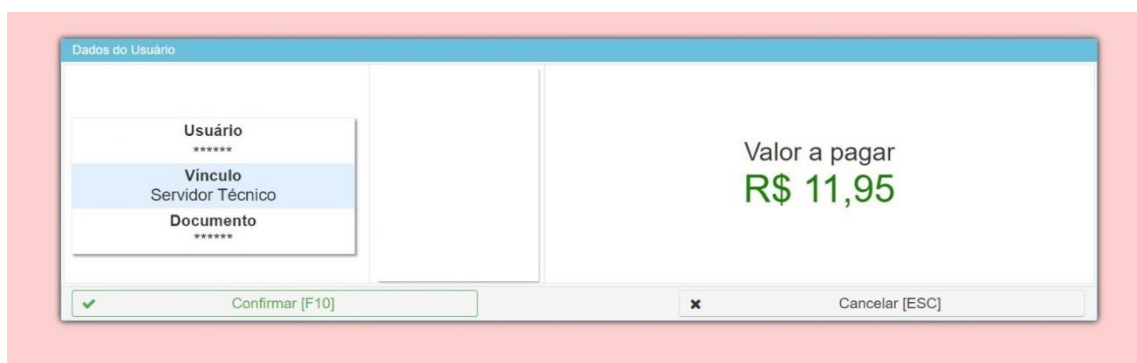 Dados do Usuário
Usuário
******
Vínculo
Servidor Técnico
Documento
******
Valor a pagar
R$ 11,95
Confirmar [F10]
Cancelar [ESC]